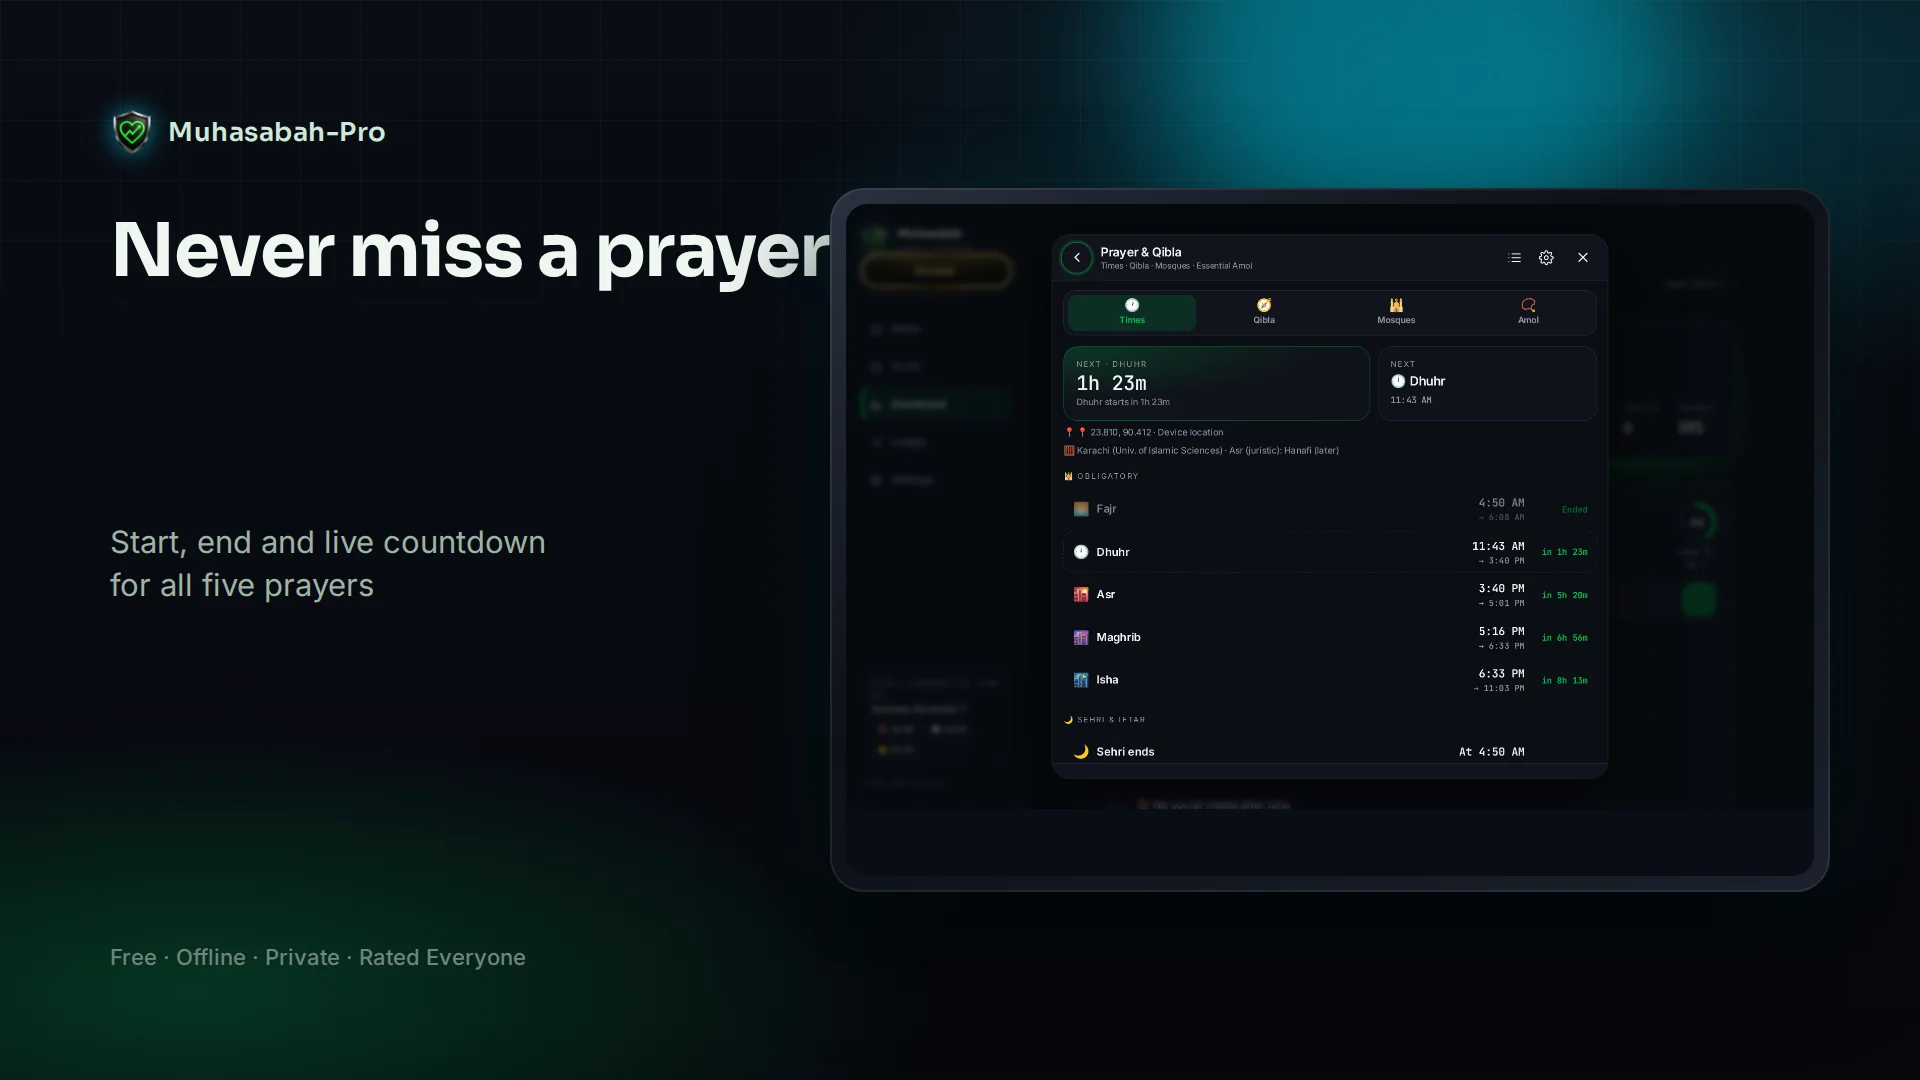 Muhasabah-Pro
Never miss a prayer
Start, end and live countdown
for all five prayers
Free · Offline · Private · Rated Everyone
Prayer & Qibla
Times · Qibla · Mosques · Essential Amol
Times
Qibla
Mosques
Amol
NEXT · DHUHR
1h 23m
Dhuhr starts in 1h 23m
NEXT
Dhuhr
11:43 AM
23.810, 90.412 · Device location
Karachi (Univ. of Islamic Sciences) · Asr (juristic): Hanafi (later)
OBLIGATORY
Fajr
4:50 AM
→ 6:08 AM
Ended
Dhuhr
11:43 AM
→ 3:40 PM
in 1h 23m
Asr
3:40 PM
→ 5:01 PM
in 5h 20m
Maghrib
5:16 PM
→ 6:33 PM
in 6h 56m
Isha
6:33 PM
→ 11:03 PM
in 8h 13m
SEHRI & IFTAR
Sehri ends
At 4:50 AM
No social media after Isha